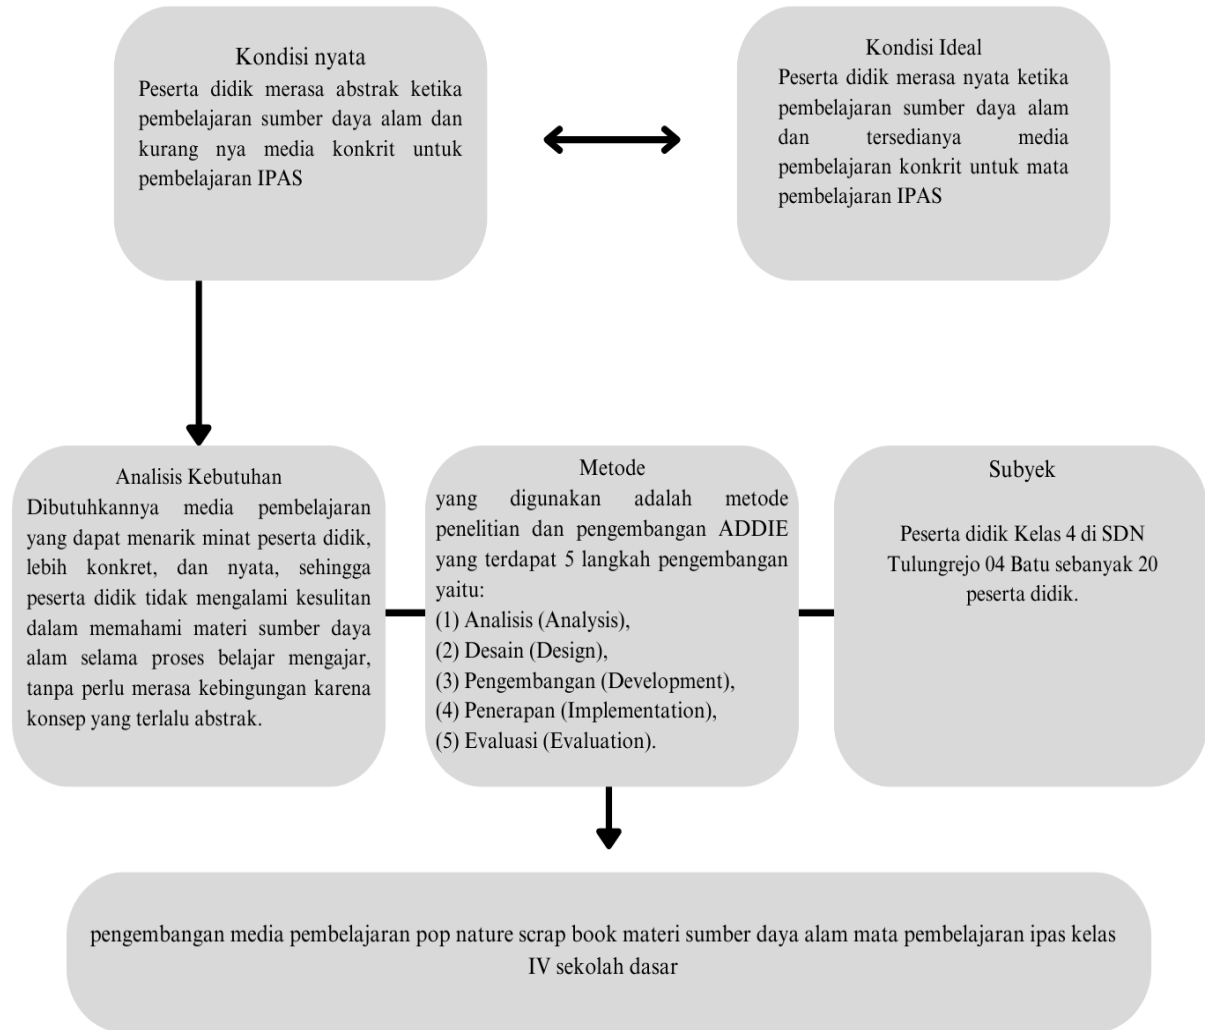 Kondisi nyata
Peserta didik merasa abstrak ketika
pembelajaran sumber daya alam dan
kurang nya media konkrit untuk
pembelajaran IPAS
Kondisi Ideal
Peserta didik merasa nyata ketika
pembelajaran sumber daya alam
dan tersedianya media
pembelajaran konkrit untuk mata
pembelajaran IPAS
Analisis Kebutuhan
Dibutuhkannya media pembelajaran
yang dapat menarik minat peserta didik,
lebih konkret, dan nyata, sehingga
peserta didik tidak mengalami kesulitan
dalam memahami materi sumber daya
alam selama proses belajar mengajar,
tanpa perlu merasa kebingungan karena
konsep yang terlalu abstrak.
Metode
yang digunakan adalah metode
penelitian dan pengembangan ADDIE
yang terdapat 5 langkah pengembangan
yaitu:
(1) Analisis (Analysis),
(2) Desain (Design),
(3) Pengembangan (Development),
(4) Penerapan (Implementation),
(5) Evaluasi (Evaluation).
Subyek
Peserta didik Kelas 4 di SDN
Tulungrejo 04 Batu sebanyak 20
peserta didik.
pengembangan media pembelajaran pop nature scrap book materi sumber daya alam mata pembelajaran ipas kelas
IV sekolah dasar